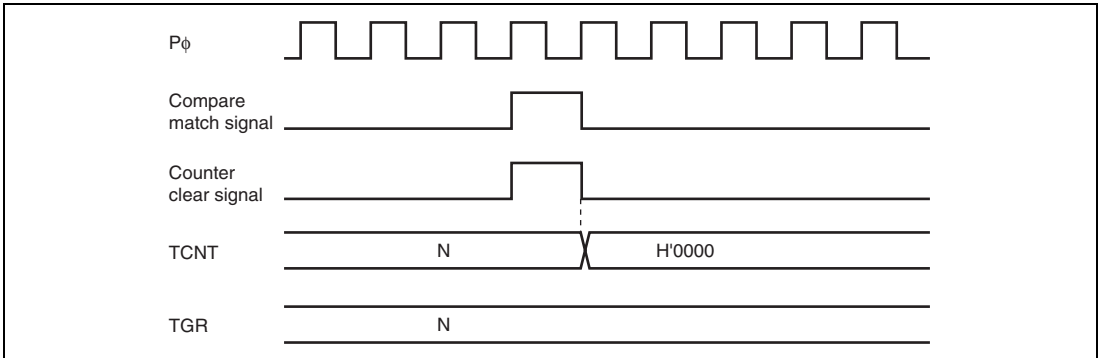 Pϕ
Compare
match signal
Counter
clear signal
TCNT
N
H'0000
TGR
N